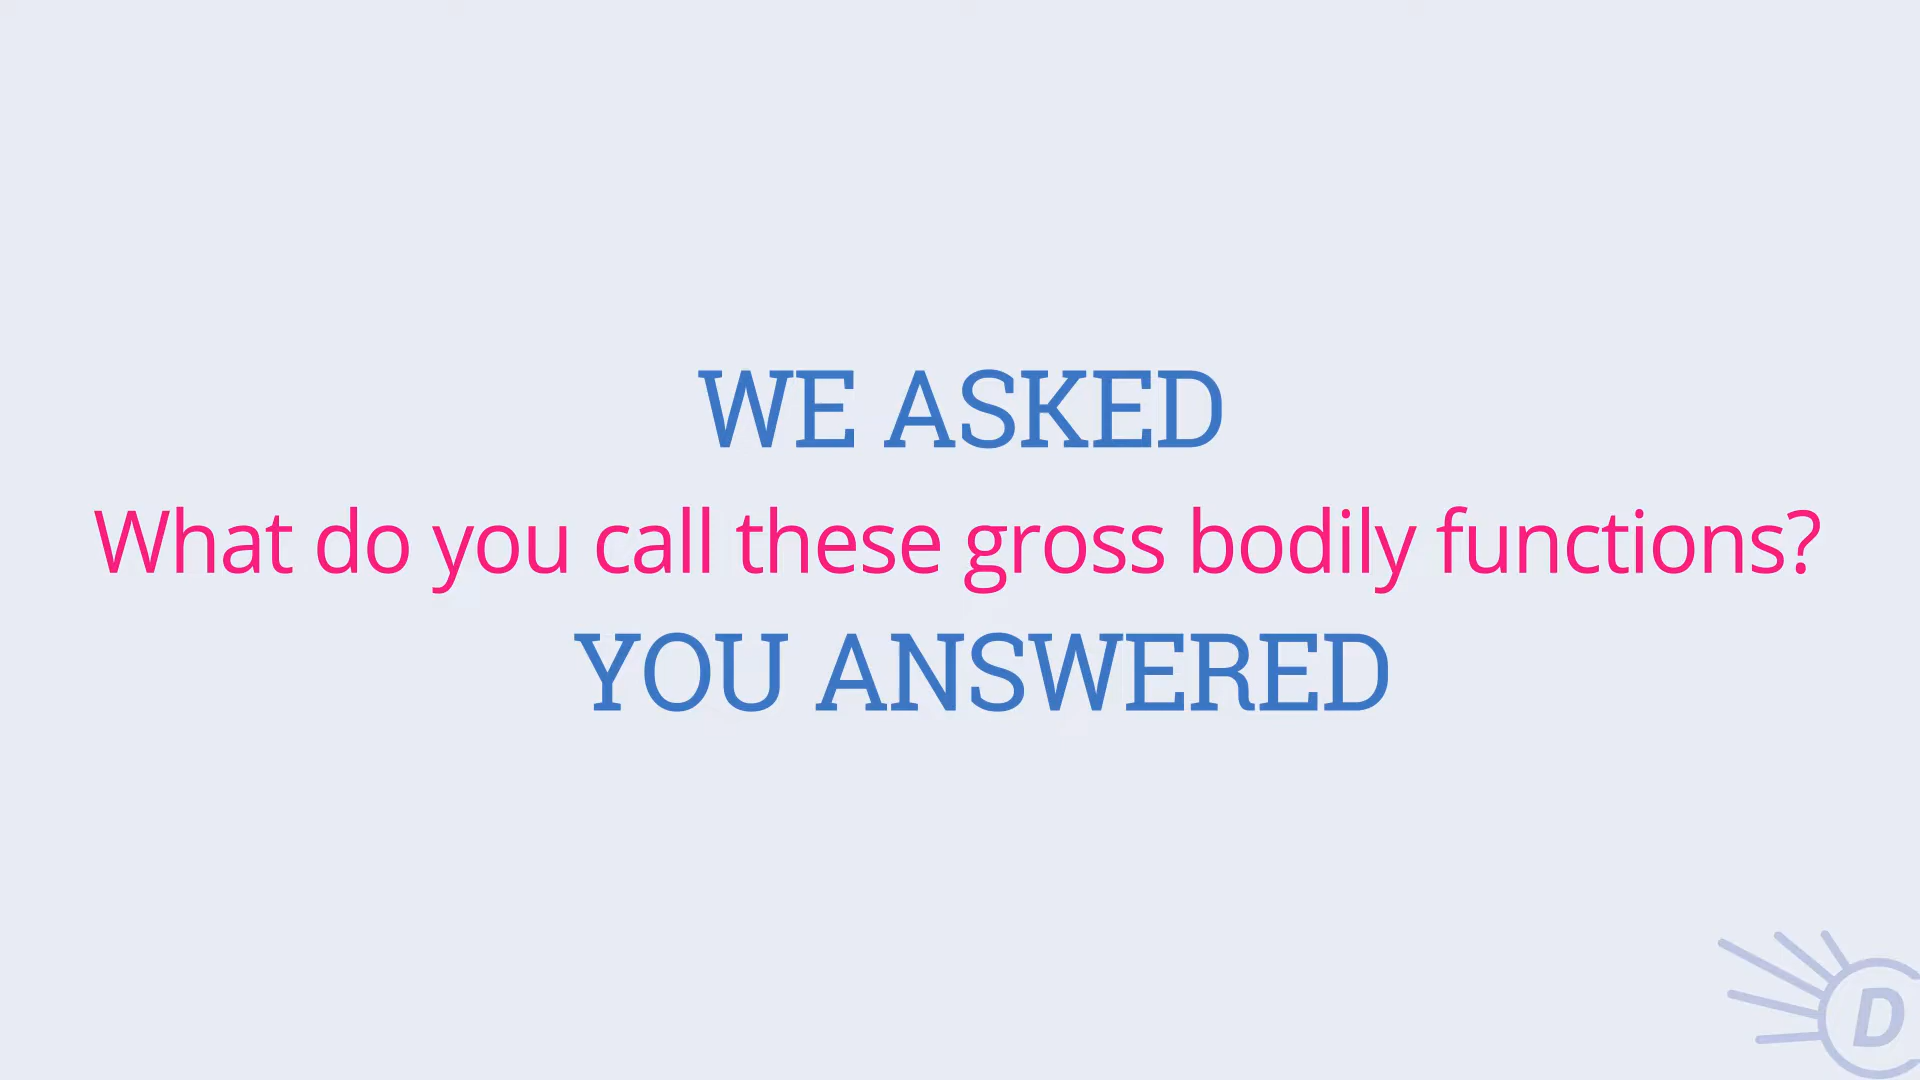 WE ASKED
What do you call these gross bodily functions?
YOU ANSWERED
D